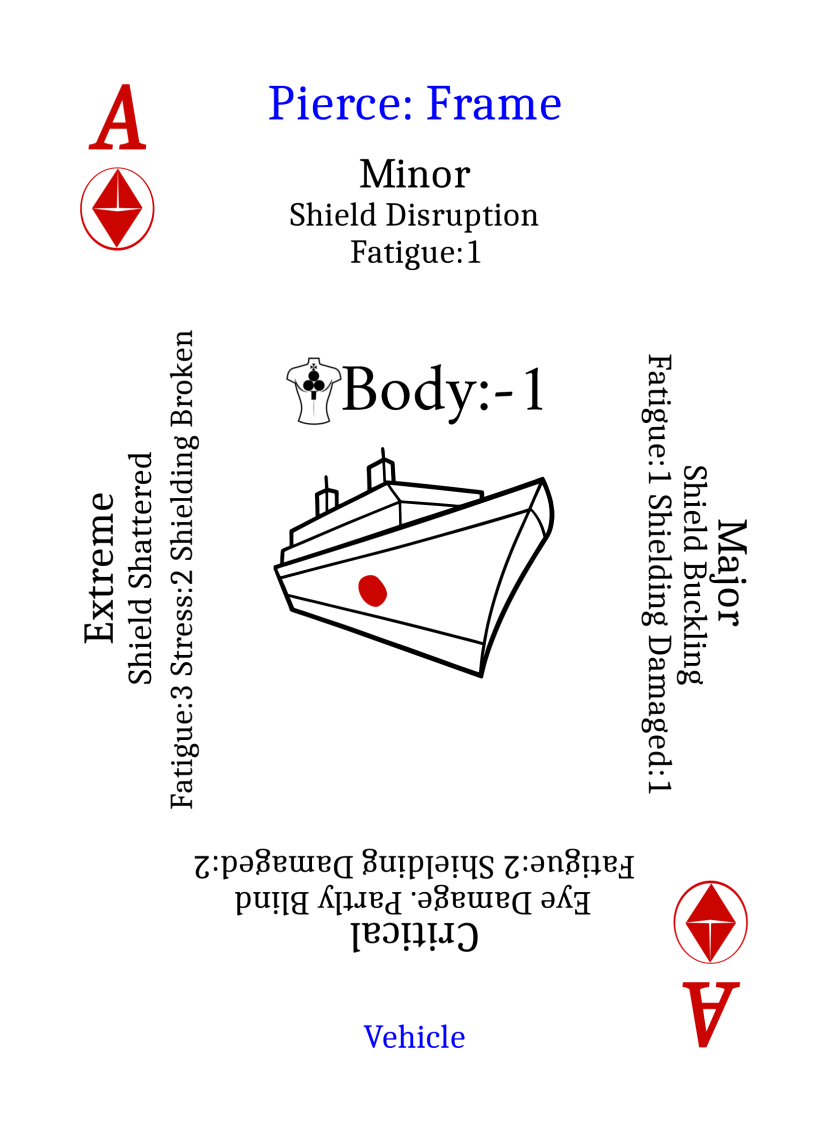 A
Pierce: Frame
Minor
Shield Disruption
Fatigue:1
Body:-1
Major
Shield Buckling
Fatigue:1 Shielding Damaged:1
Critical
Eye Damage. Partly Blind
Fatigue:2 Shielding Damaged:2
Extreme
Shield Shattered
Fatigue:3 Stress:2 Shielding Broken
Vehicle
A